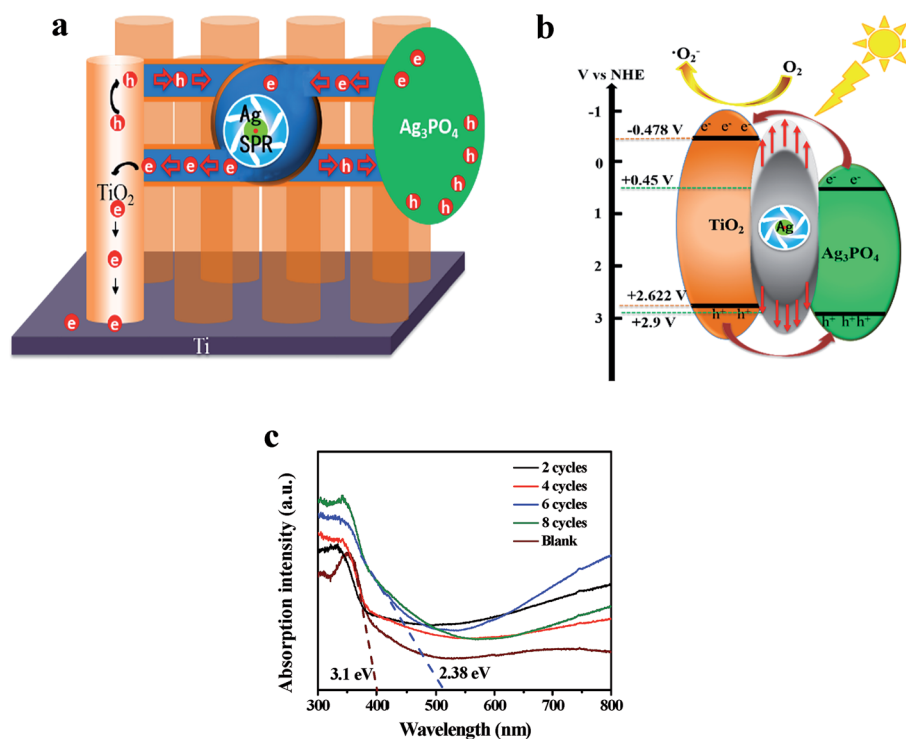 a
h
h e
e h
e
h
e
Ag
SPR
Ag₃PO₄
h
h
h
h
h
e e e
h
TiO₂
e
e
e e
Ti
b
V vs NHE
·O₂⁻
O₂
-1
0
1
2
3
-0.478 V
+0.45 V
+2.622 V
+2.9 V
e⁻ e⁻ e⁻
TiO₂
h⁺ h⁺
Ag
e⁻ e⁻
Ag₃PO₄
h⁺ h⁺h⁺
c
Absorption intensity (a.u.)
2 cycles
4 cycles
6 cycles
8 cycles
Blank
3.1 eV
2.38 eV
300 400 500 600 700 800
Wavelength (nm)